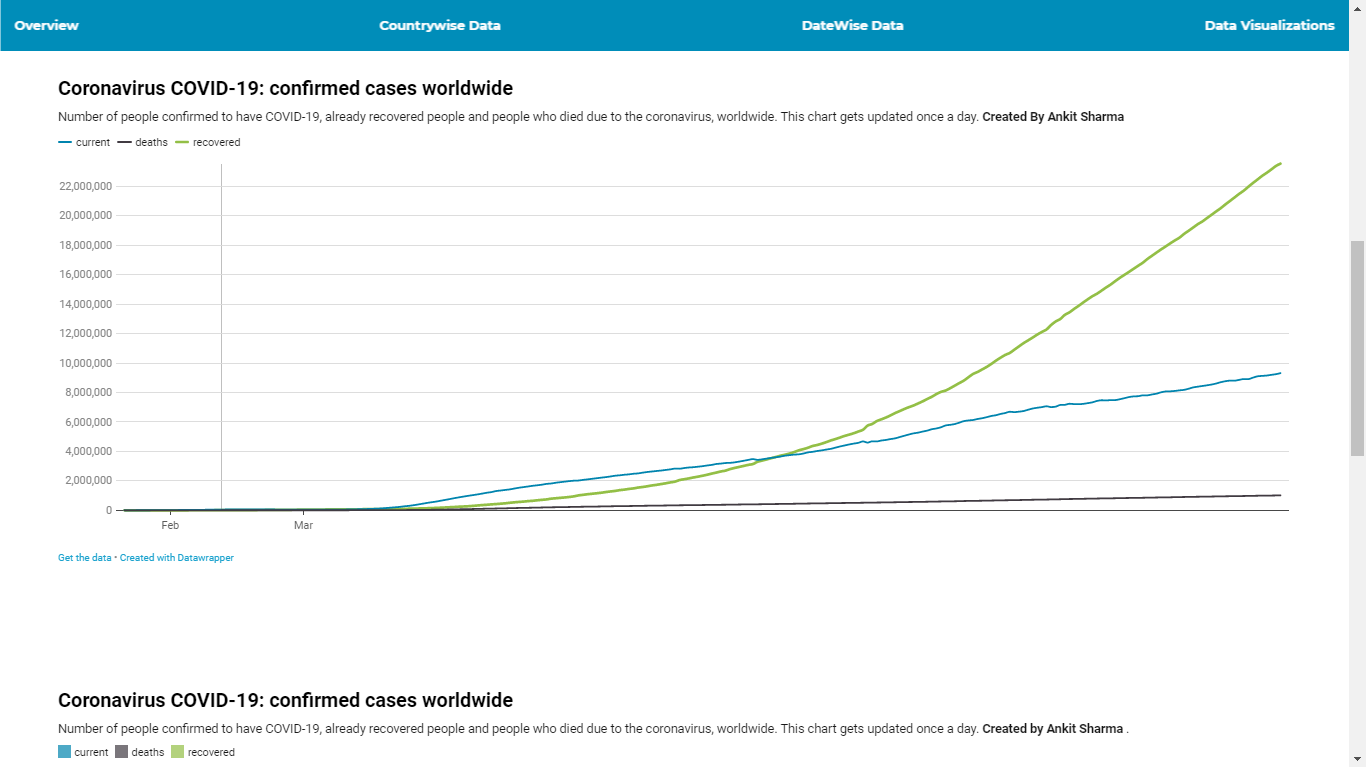 Overview Countrywise Data DateWise Data Data Visualizations
Coronavirus COVID-19: confirmed cases worldwide
Number of people confirmed to have COVID-19, already recovered people and people who died due to the coronavirus, worldwide. This chart gets updated once a day. Created By Ankit Sharma
current deaths recovered
22,000,000
20,000,000
18,000,000
16,000,000
14,000,000
12,000,000
10,000,000
8,000,000
6,000,000
4,000,000
2,000,000
0
Feb Mar
Get the data • Created with Datawrapper
Coronavirus COVID-19: confirmed cases worldwide
Number of people confirmed to have COVID-19, already recovered people and people who died due to the coronavirus, worldwide. This chart gets updated once a day. Created by Ankit Sharma .
current deaths recovered